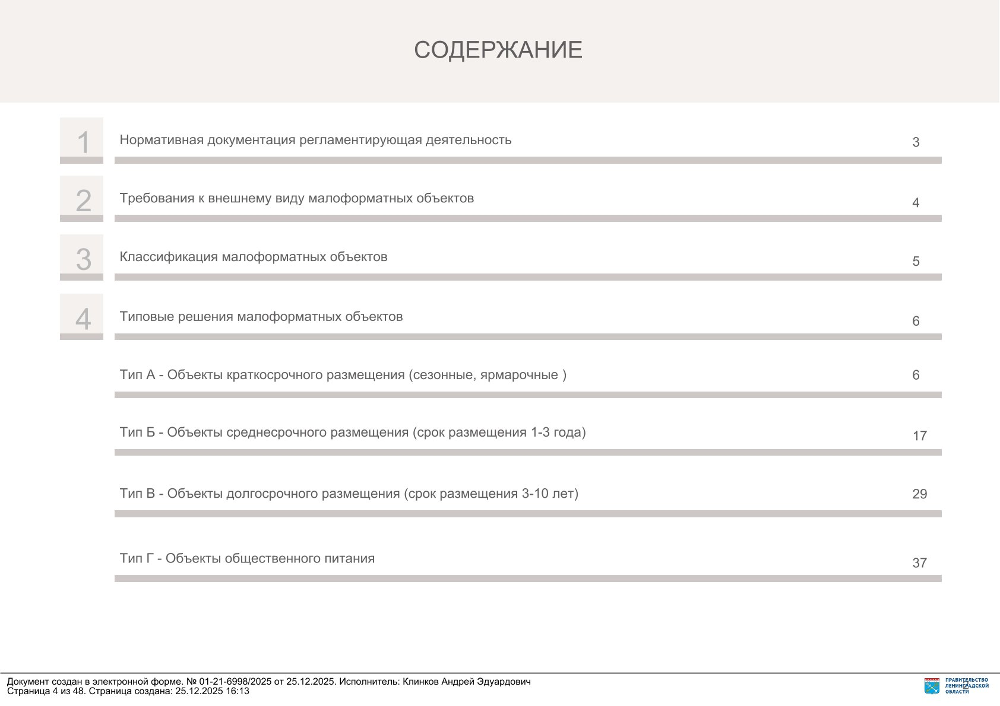 СОДЕРЖАНИЕ
1
Нормативная документация регламентирующая деятельность
3
2
Требования к внешнему виду малоформатных объектов
4
3
Классификация малоформатных объектов
5
4
Типовые решения малоформатных объектов
6
Тип А - Объекты краткосрочного размещения (сезонные, ярмарочные )
6
Тип Б - Объекты среднесрочного размещения (срок размещения 1-3 года)
17
Тип В - Объекты долгосрочного размещения (срок размещения 3-10 лет)
29
Тип Г - Объекты общественного питания
37
Документ создан в электронной форме. № 01-21-6998/2025 от 25.12.2025. Исполнитель: Клинков Андрей Эдуардович
Страница 4 из 48. Страница создана: 25.12.2025 16:13
ПРАВИТЕЛЬСТВО
ЛЕНИНГРАДСКОЙ
ОБЛАСТИ
2